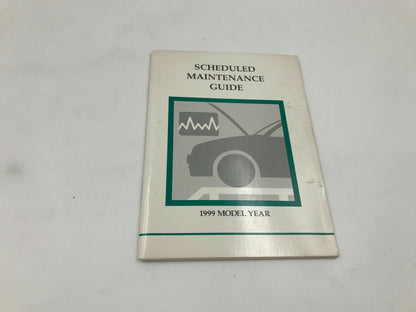 SCHEDULED
MAINTENANCE
GUIDE
1999 MODEL YEAR